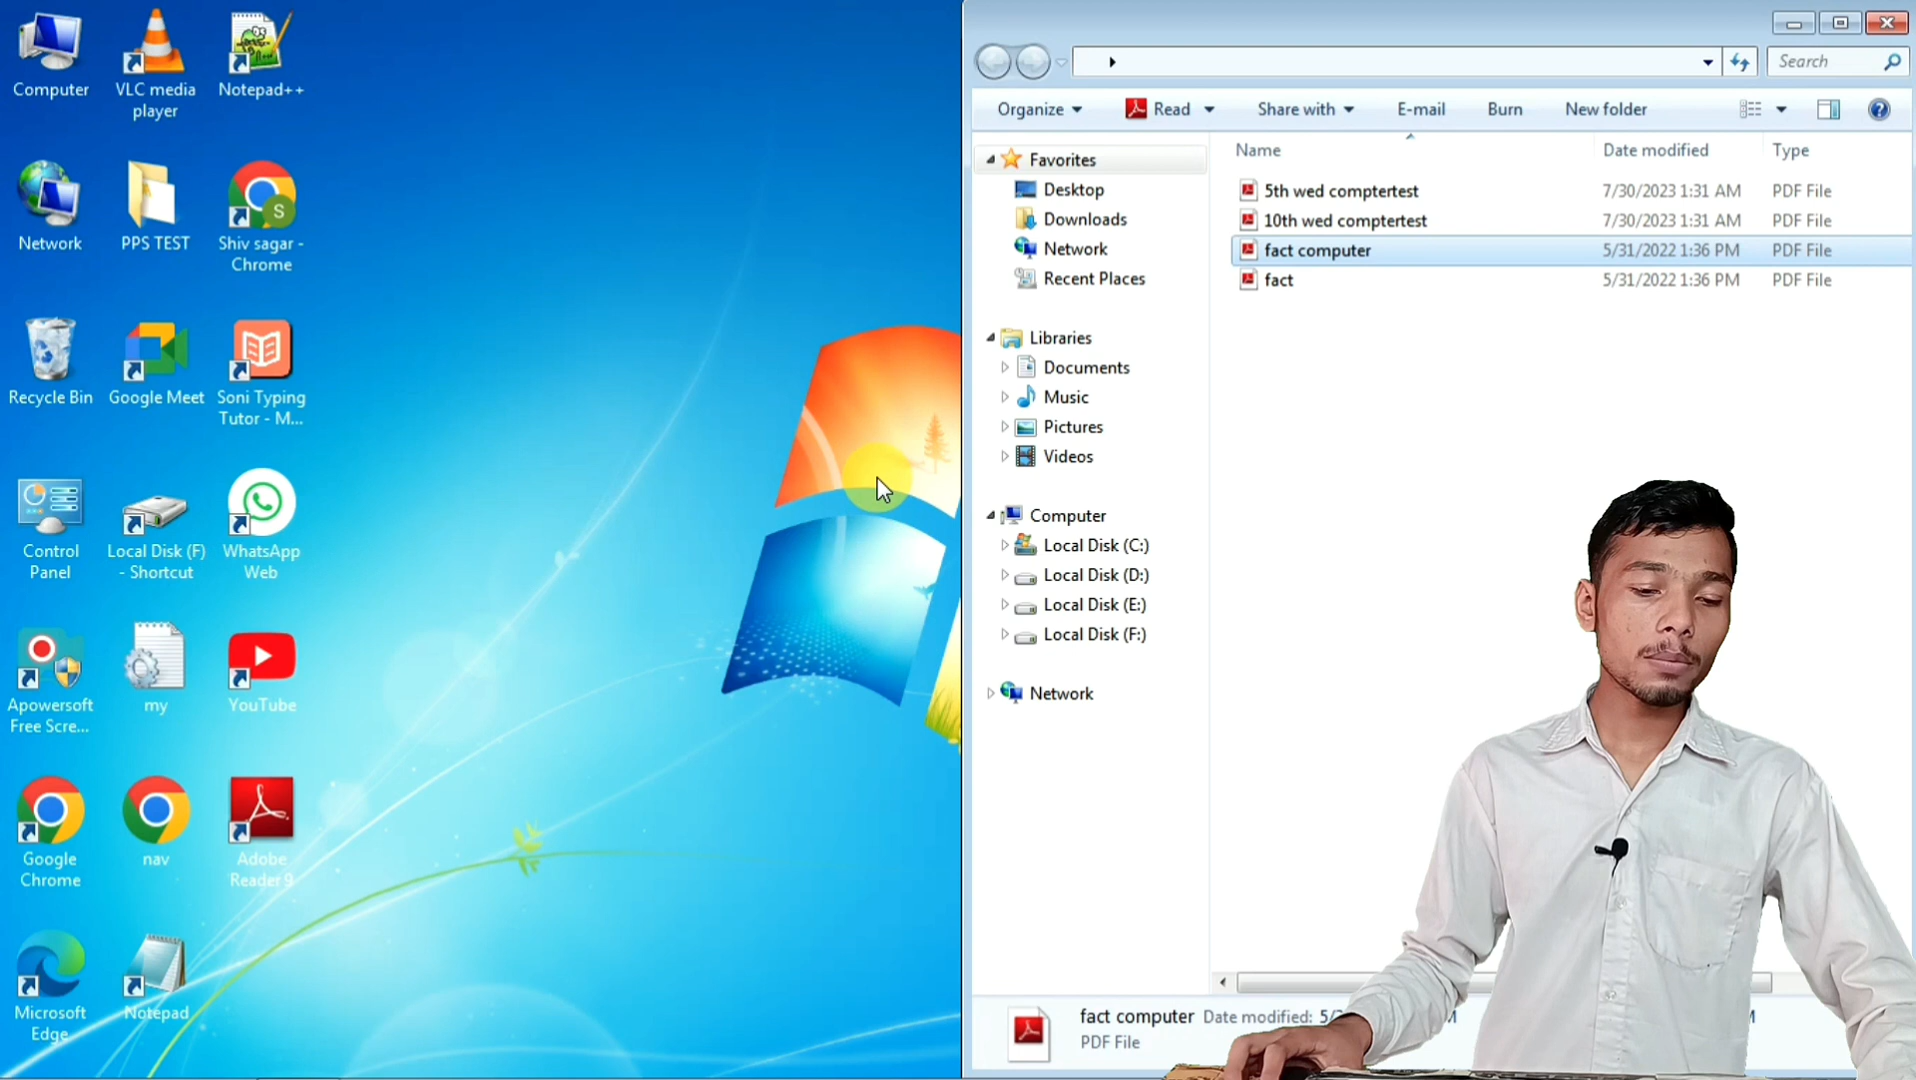 Computer
VLC media
player
Notepad++
Network
PPS TEST
Shiv sagar -
Chrome
S
Recycle Bin
Google Meet
Soni Typing
Tutor - M...
Control
Panel
Local Disk (F)
- Shortcut
WhatsApp
Web
Apowersoft
Free Scre...
my
YouTube
Google
Chrome
nav
Adobe
Reader 9
Microsoft
Edge
Notepad
Search
Organize
Read
Share with
E-mail
Burn
New folder
Favorites
Desktop
Downloads
Network
Recent Places
Libraries
Documents
Music
Pictures
Videos
Computer
Local Disk (C:)
Local Disk (D:)
Local Disk (E:)
Local Disk (F:)
Network
Name Date modified Type
5th wed comptertest 7/30/2023 1:31 AM PDF File
10th wed comptertest 7/30/2023 1:31 AM PDF File
fact computer 5/31/2022 1:36 PM PDF File
fact 5/31/2022 1:36 PM PDF File
fact computer Date modified: 5/
PDF File